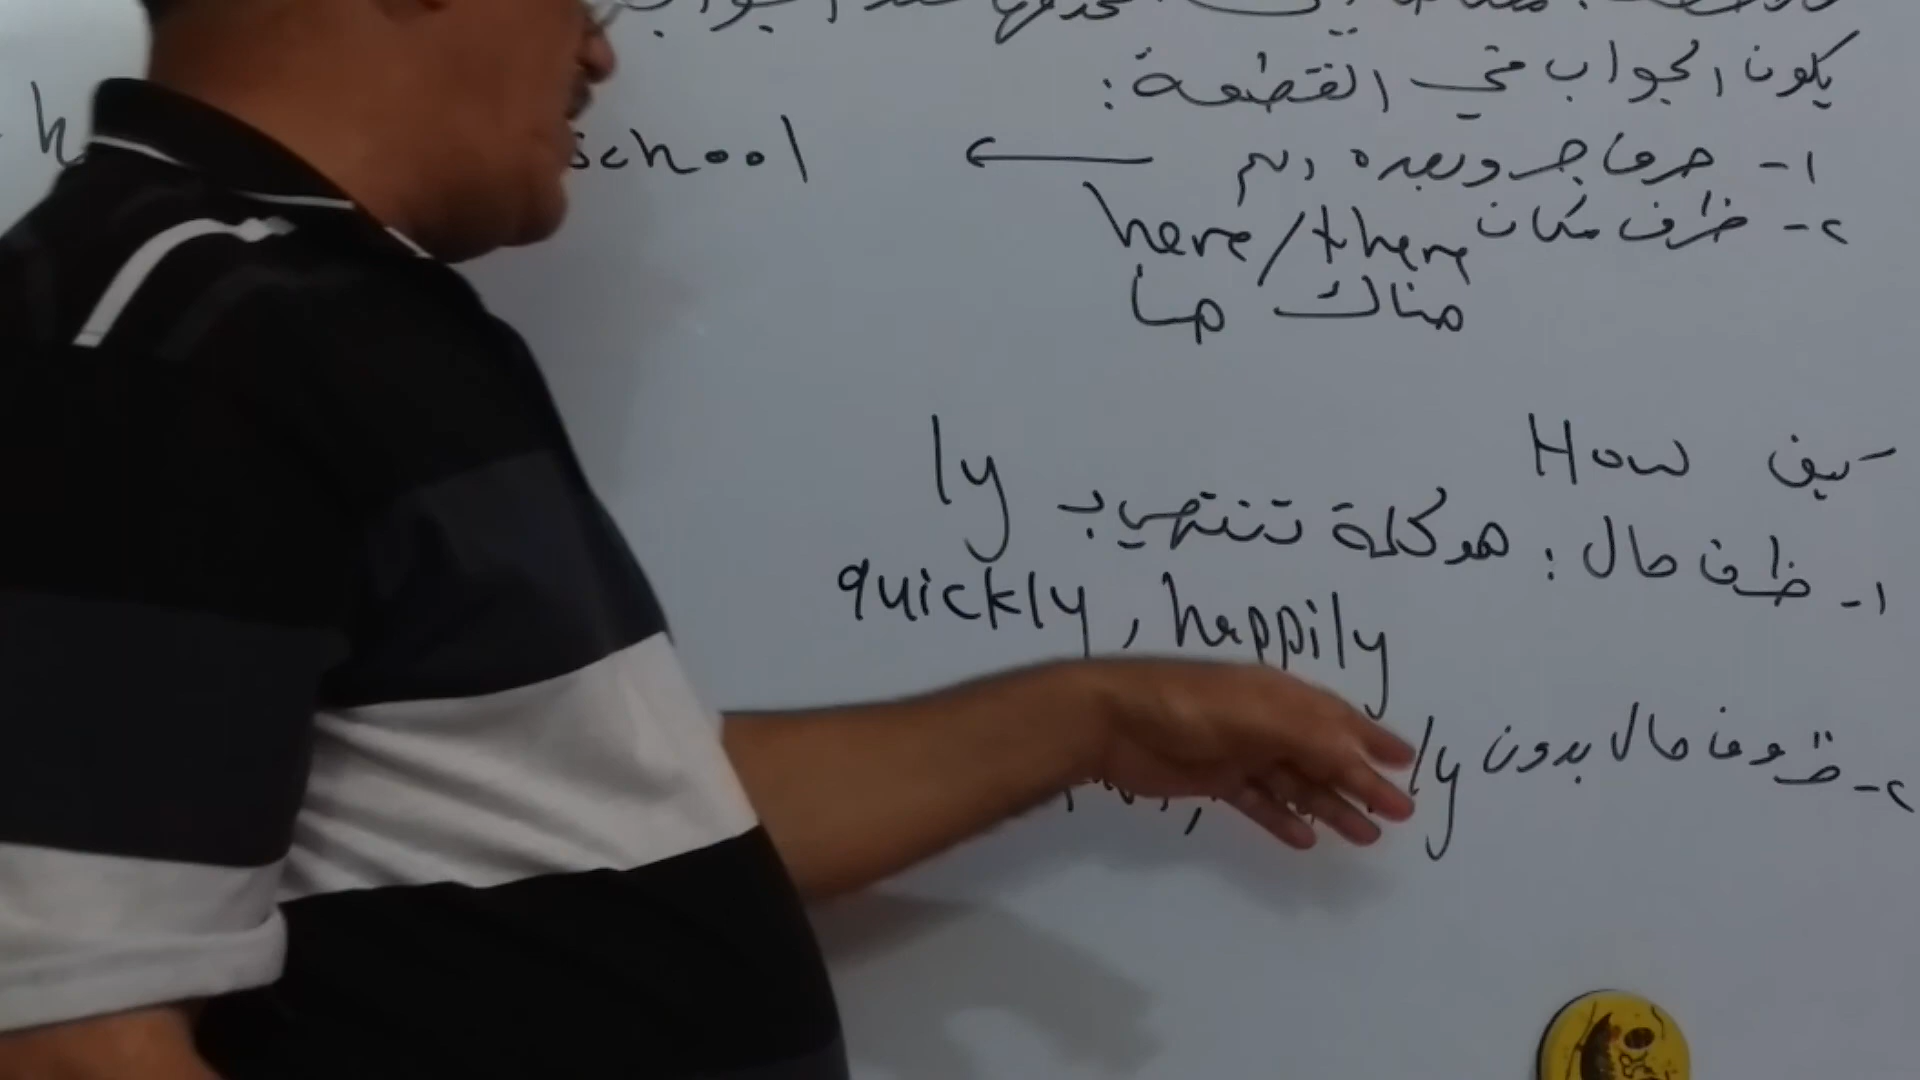 يكون الجواب في القطعة :
١- حرف جر وبعده اسم ← school
٢- ظرف مكان here/there
هناك هنا
كيف How
١- ظرف حال : هو كلمة تنتهي ب ly
quickly, happily
٢- ظروف حال بدون ly